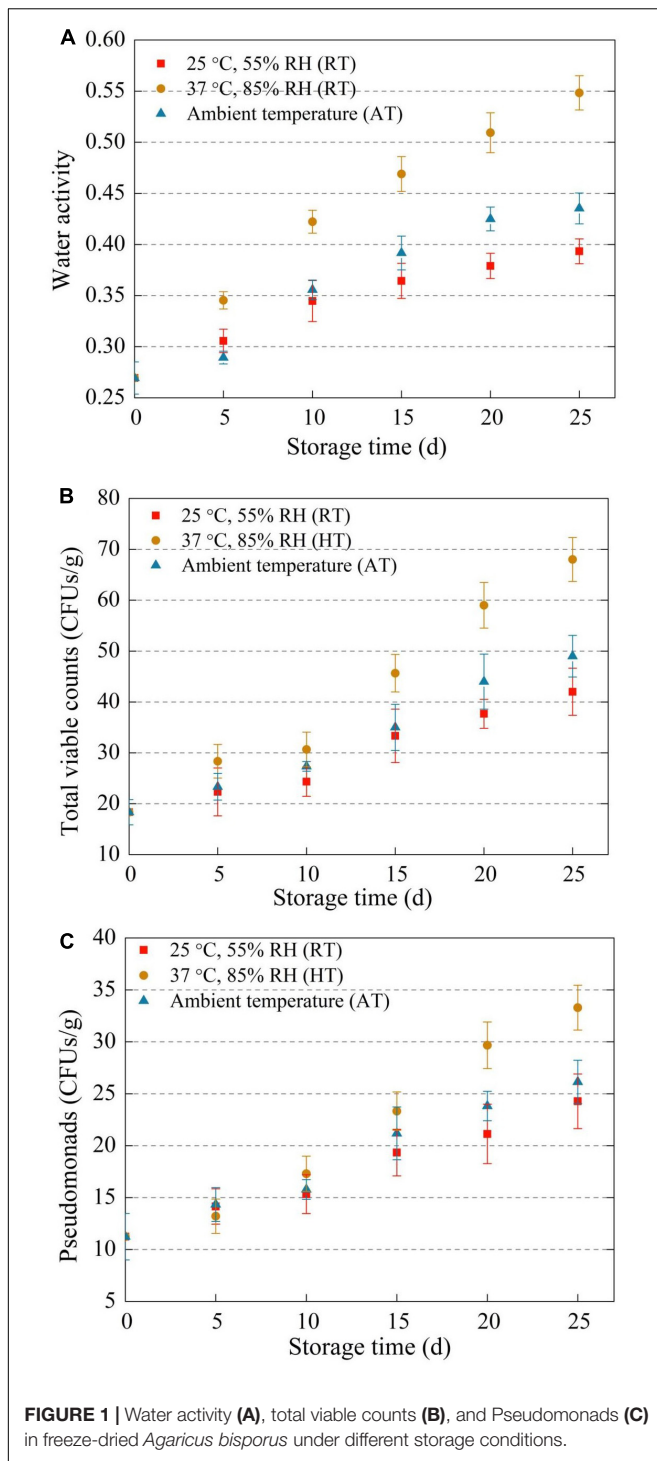 A
0.60
0.55
0.50
0.45
0.40
0.35
0.30
0.25
Water activity
25 °C, 55% RH (RT)
37 °C, 85% RH (RT)
Ambient temperature (AT)
0 5 10 15 20 25
Storage time (d)
B
80
70
60
50
40
30
20
10
Total viable counts (CFUs/g)
25 °C, 55% RH (RT)
37 °C, 85% RH (HT)
Ambient temperature (AT)
0 5 10 15 20 25
Storage time (d)
C
40
35
30
25
20
15
10
5
Pseudomonads (CFUs/g)
25 °C, 55% RH (RT)
37 °C, 85% RH (HT)
Ambient temperature (AT)
0 5 10 15 20 25
Storage time (d)
FIGURE 1 | Water activity (A), total viable counts (B), and Pseudomonads (C)
in freeze-dried Agaricus bisporus under different storage conditions.